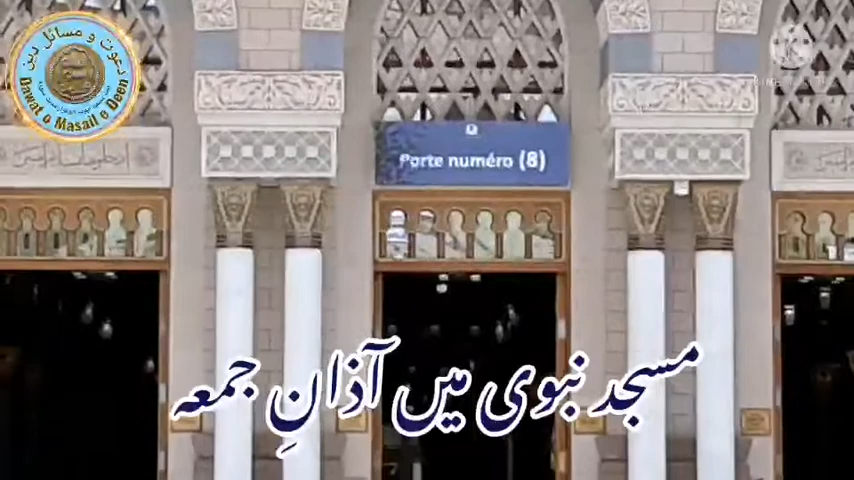 دعوت و مسائل دین
Dawat o Masail e Deen
Porte numéro (8)
مسجد نبوی میں آذانِ جمعہ